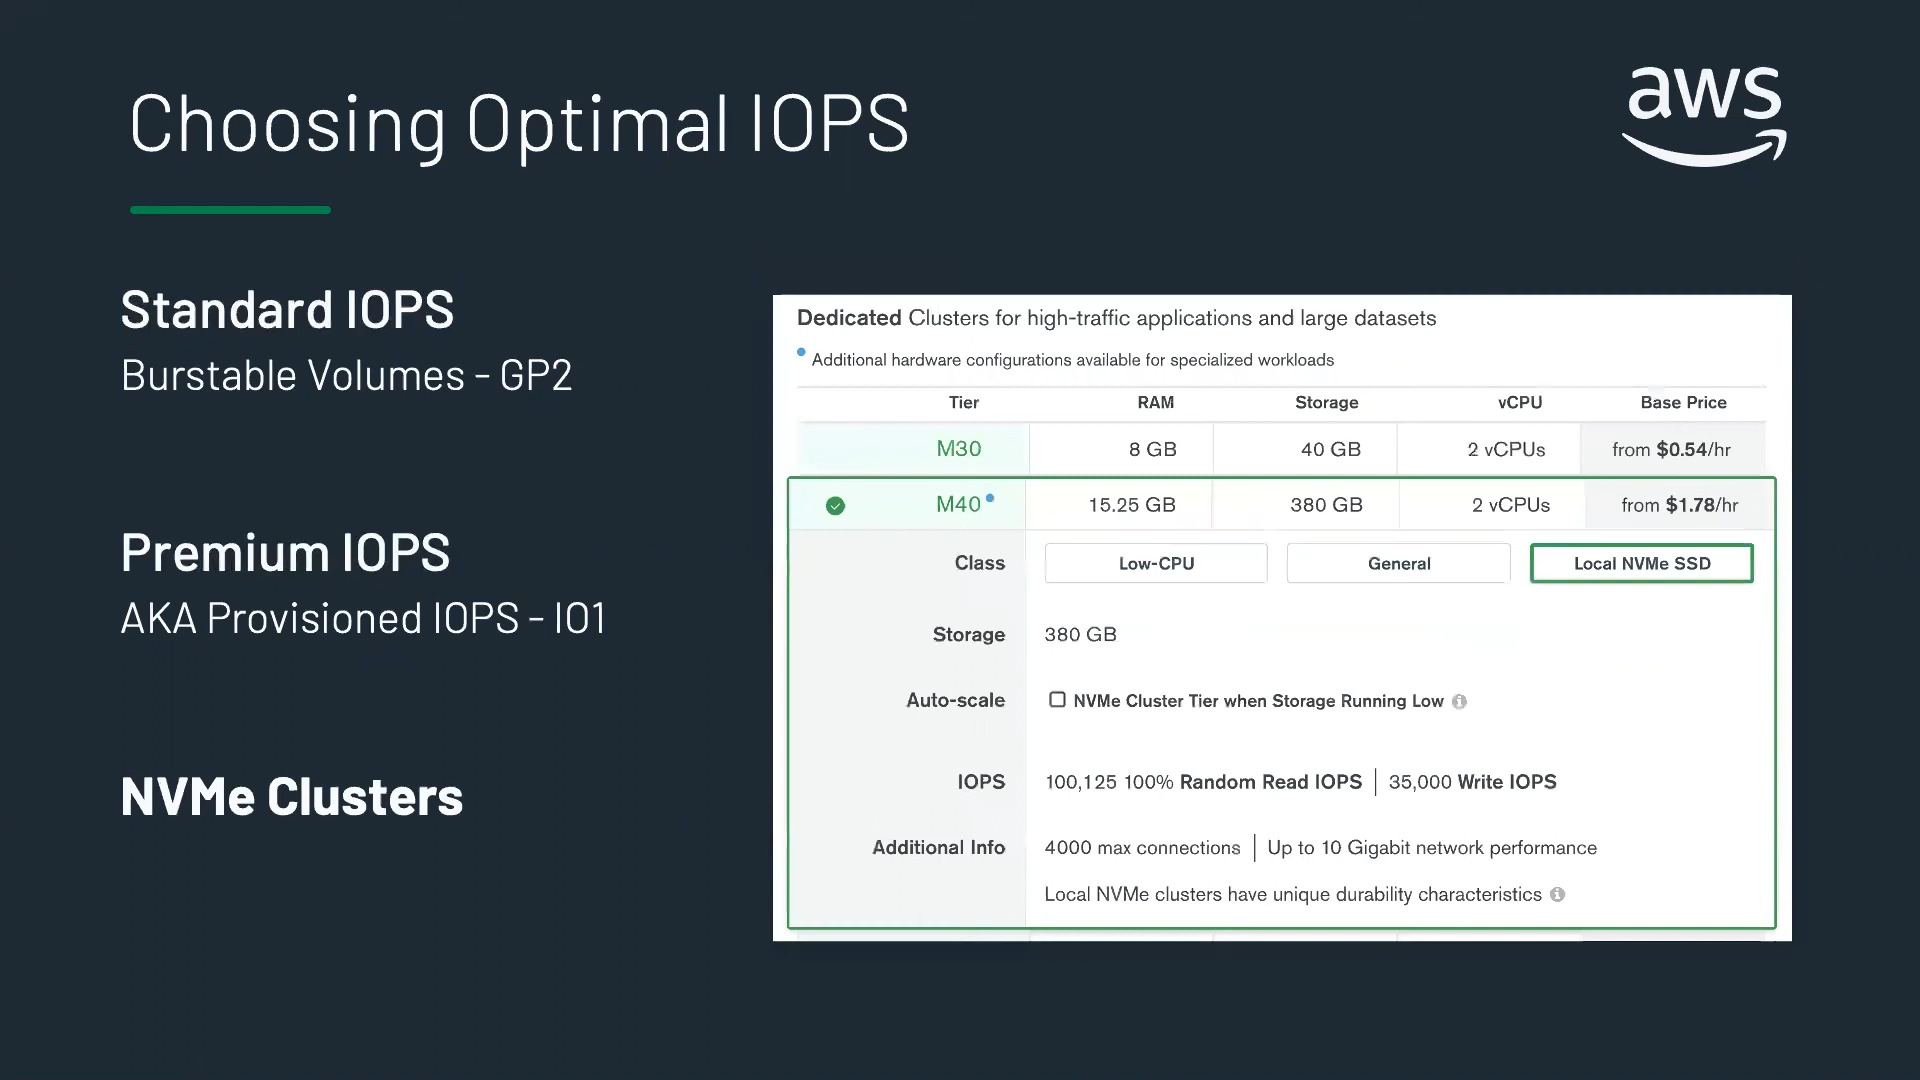 Choosing Optimal IOPS
aws
Standard IOPS
Burstable Volumes - GP2
Premium IOPS
AKA Provisioned IOPS - IO1
NVMe Clusters
Dedicated Clusters for high-traffic applications and large datasets
Additional hardware configurations available for specialized workloads
Tier RAM Storage vCPU Base Price
M30 8 GB 40 GB 2 vCPUs from $0.54/hr
M40 15.25 GB 380 GB 2 vCPUs from $1.78/hr
Class Low-CPU General Local NVMe SSD
Storage 380 GB
Auto-scale NVMe Cluster Tier when Storage Running Low
IOPS 100,125 100% Random Read IOPS | 35,000 Write IOPS
Additional Info 4000 max connections | Up to 10 Gigabit network performance
Local NVMe clusters have unique durability characteristics